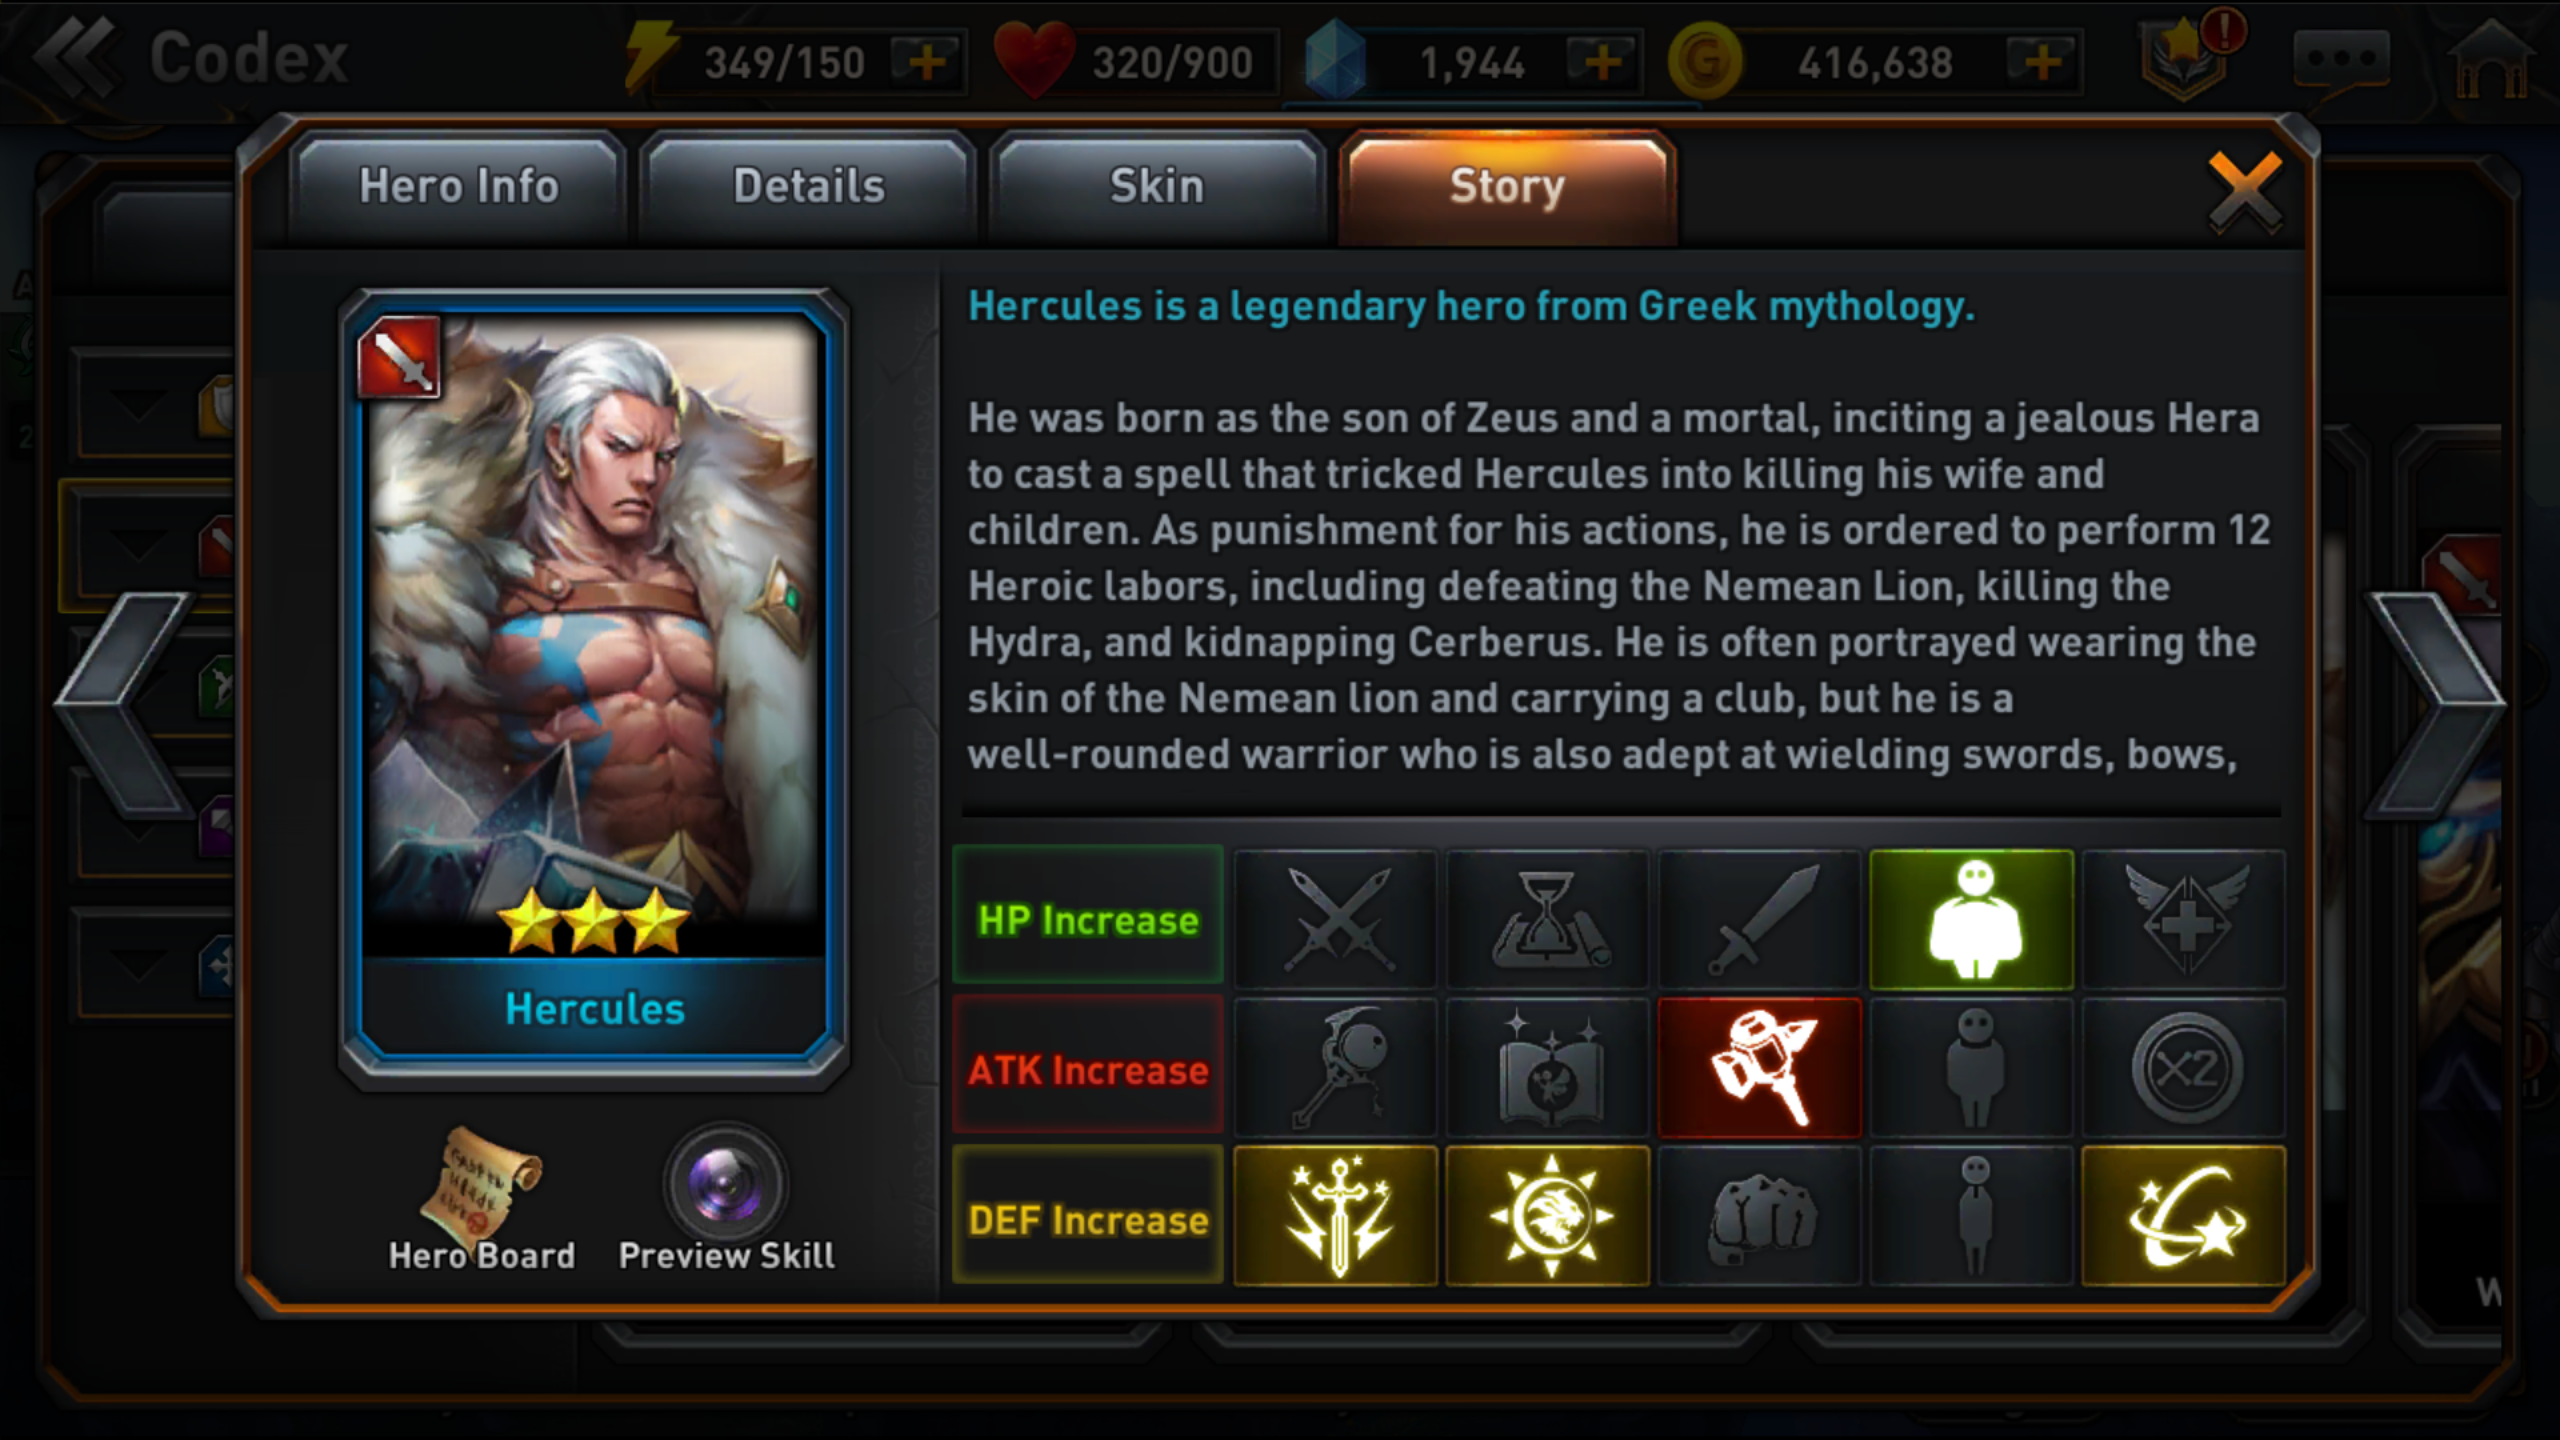 Codex
349/150
320/900
1,944
416,638
Hero Info
Details
Skin
Story
Hercules is a legendary hero from Greek mythology.
He was born as the son of Zeus and a mortal, inciting a jealous Hera
to cast a spell that tricked Hercules into killing his wife and
children. As punishment for his actions, he is ordered to perform 12
Heroic labors, including defeating the Nemean Lion, killing the
Hydra, and kidnapping Cerberus. He is often portrayed wearing the
skin of the Nemean lion and carrying a club, but he is a
well-rounded warrior who is also adept at wielding swords, bows,
Hercules
HP Increase
ATK Increase
×2
DEF Increase
Hero Board
Preview Skill